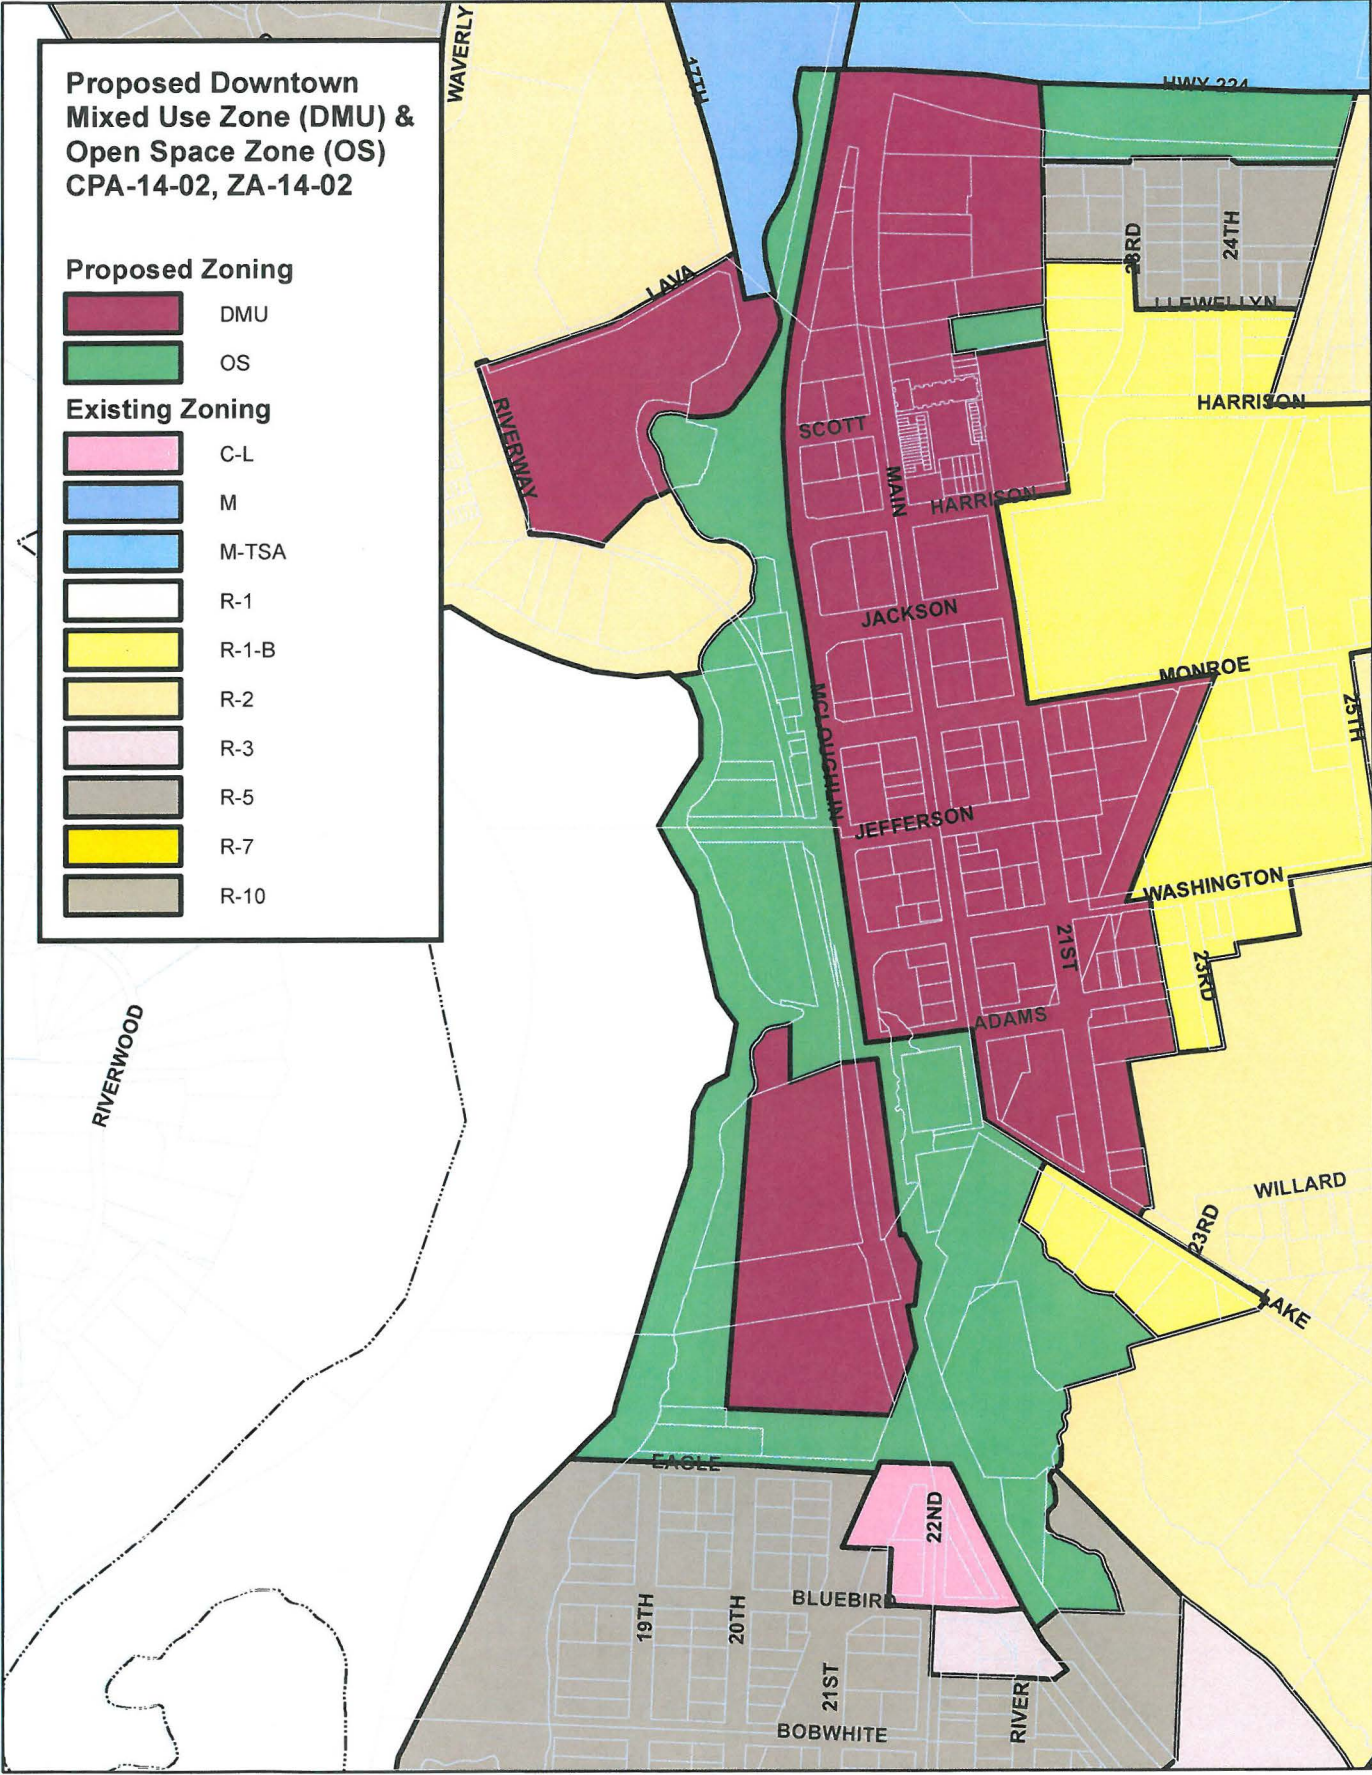 Proposed Downtown
Mixed Use Zone (DMU) &
Open Space Zone (OS)
CPA-14-02, ZA-14-02
Proposed Zoning
DMU
OS
Existing Zoning
C-L
M
M-TSA
R-1
R-1-B
R-2
R-3
R-5
R-7
R-10
WAVERLY
17TH
HWY 224
23RD
24TH
LAVA
LLEWELLYN
HARRISON
RIVERWAY
SCOTT
MAIN
HARRISON
JACKSON
MONROE
25TH
MCLOUGHLIN
JEFFERSON
WASHINGTON
21ST
23RD
ADAMS
RIVERWOOD
WILLARD
23RD
LAKE
EAGLE
22ND
BLUEBIRD
19TH
20TH
21ST
RIVER
BOBWHITE